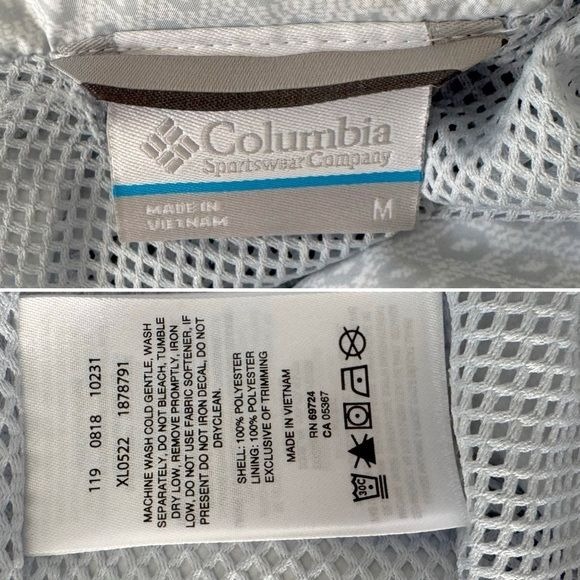 Columbia
Sportswear Company
MADE IN
VIETNAM
M
119 0818 10231
XL0522 1878791
MACHINE WASH COLD GENTLE, WASH
SEPARATELY, DO NOT BLEACH, TUMBLE
DRY LOW, REMOVE PROMPTLY, IRON
LOW, DO NOT USE FABRIC SOFTENER, IF
PRESENT DO NOT IRON DECAL, DO NOT
DRYCLEAN.
SHELL: 100% POLYESTER
LINING: 100% POLYESTER
EXCLUSIVE OF TRIMMING
MADE IN VIETNAM
RN 69724
CA 05367
30C